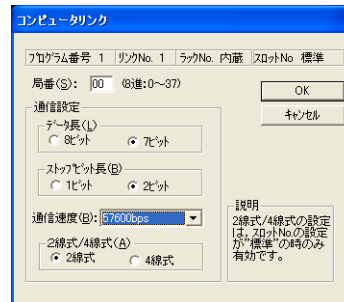 コンピュータリンク
プログラム番号 1 リンクNo. 1 ラックNo. 内蔵 スロットNo 標準
局番(S): 00 (8進:0～37)
OK
キャンセル
通信設定
データ長(L)
8ビット 7ビット
ストップビット長(B)
1ビット 2ビット
通信速度(B): 57600bps
2線式/4線式(A)
2線式 4線式
説明
2線式/4線式の設定
は，スロットNo.の設定
が"標準"の時のみ
有効です。